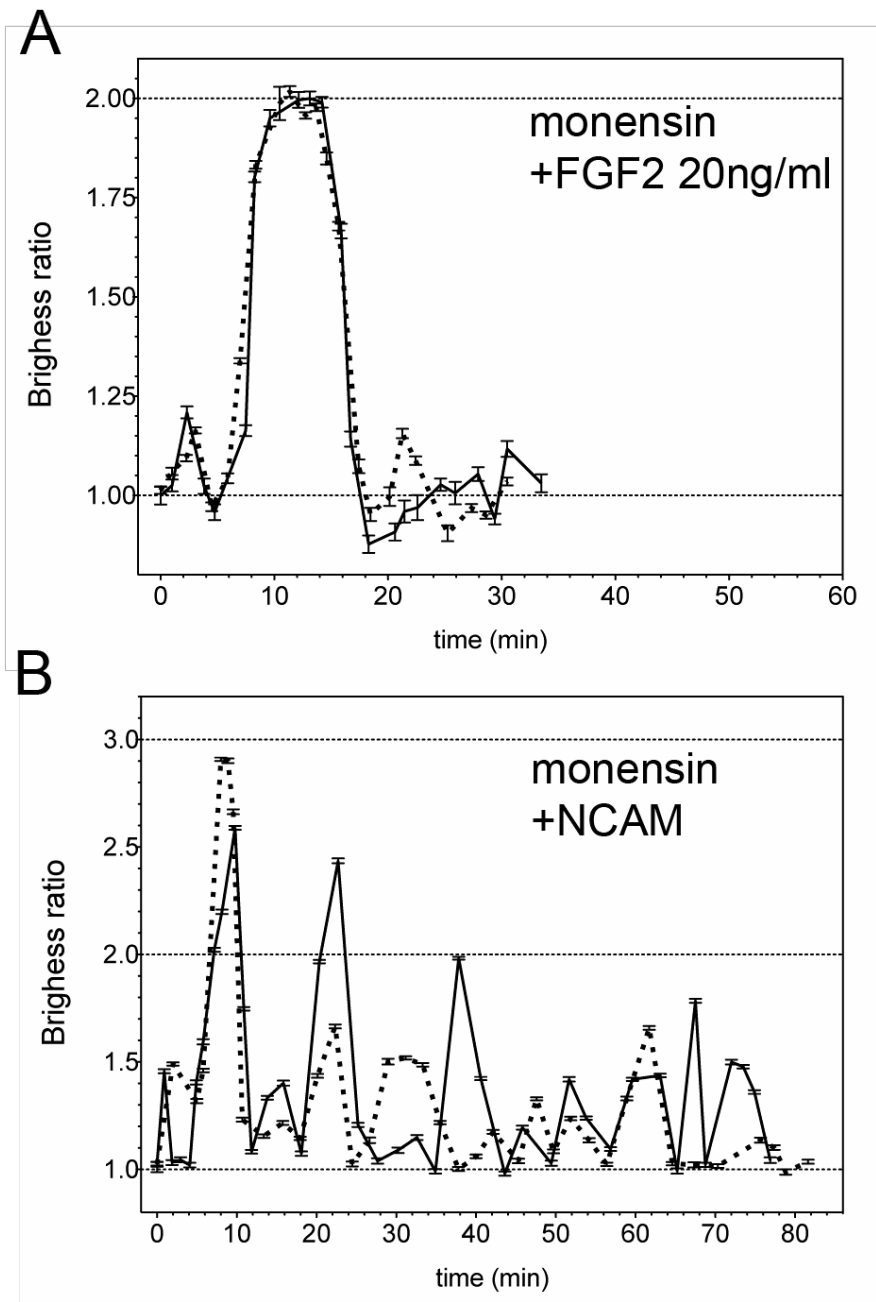 A
monensin
+FGF2 20ng/ml
Brighess ratio
2.00
1.75
1.50
1.25
1.00
0 10 20 30 40 50 60
time (min)
B
monensin
+NCAM
Brighess ratio
3.0
2.5
2.0
1.5
1.0
0 10 20 30 40 50 60 70 80
time (min)